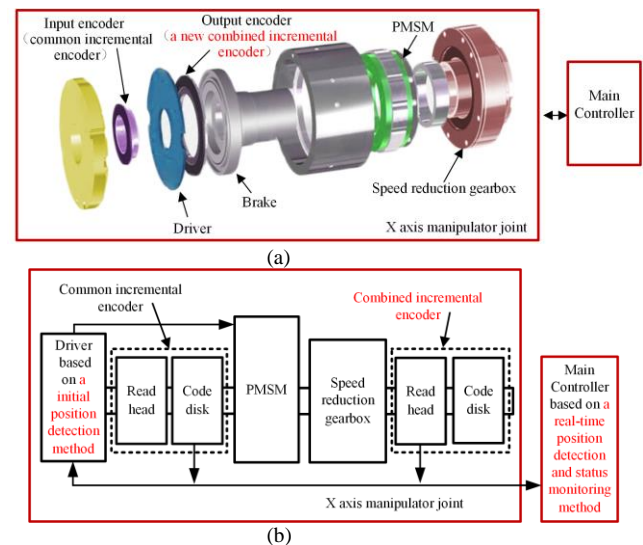 Input encoder
（common incremental
encoder）
Output encoder
（a new combined incremental
encoder）
PMSM
Main
Controller
Speed reduction gearbox
Brake
Driver
X axis manipulator joint
(a)
Common incremental
encoder
Combined incremental
encoder
Driver
based
on a
initial
position
detection
method
Read
head
Code
disk
PMSM
Speed
reduction
gearbox
Read
head
Code
disk
Main
Controller
based on a
real-time
position
detection
and status
monitoring
method
X axis manipulator joint
(b)